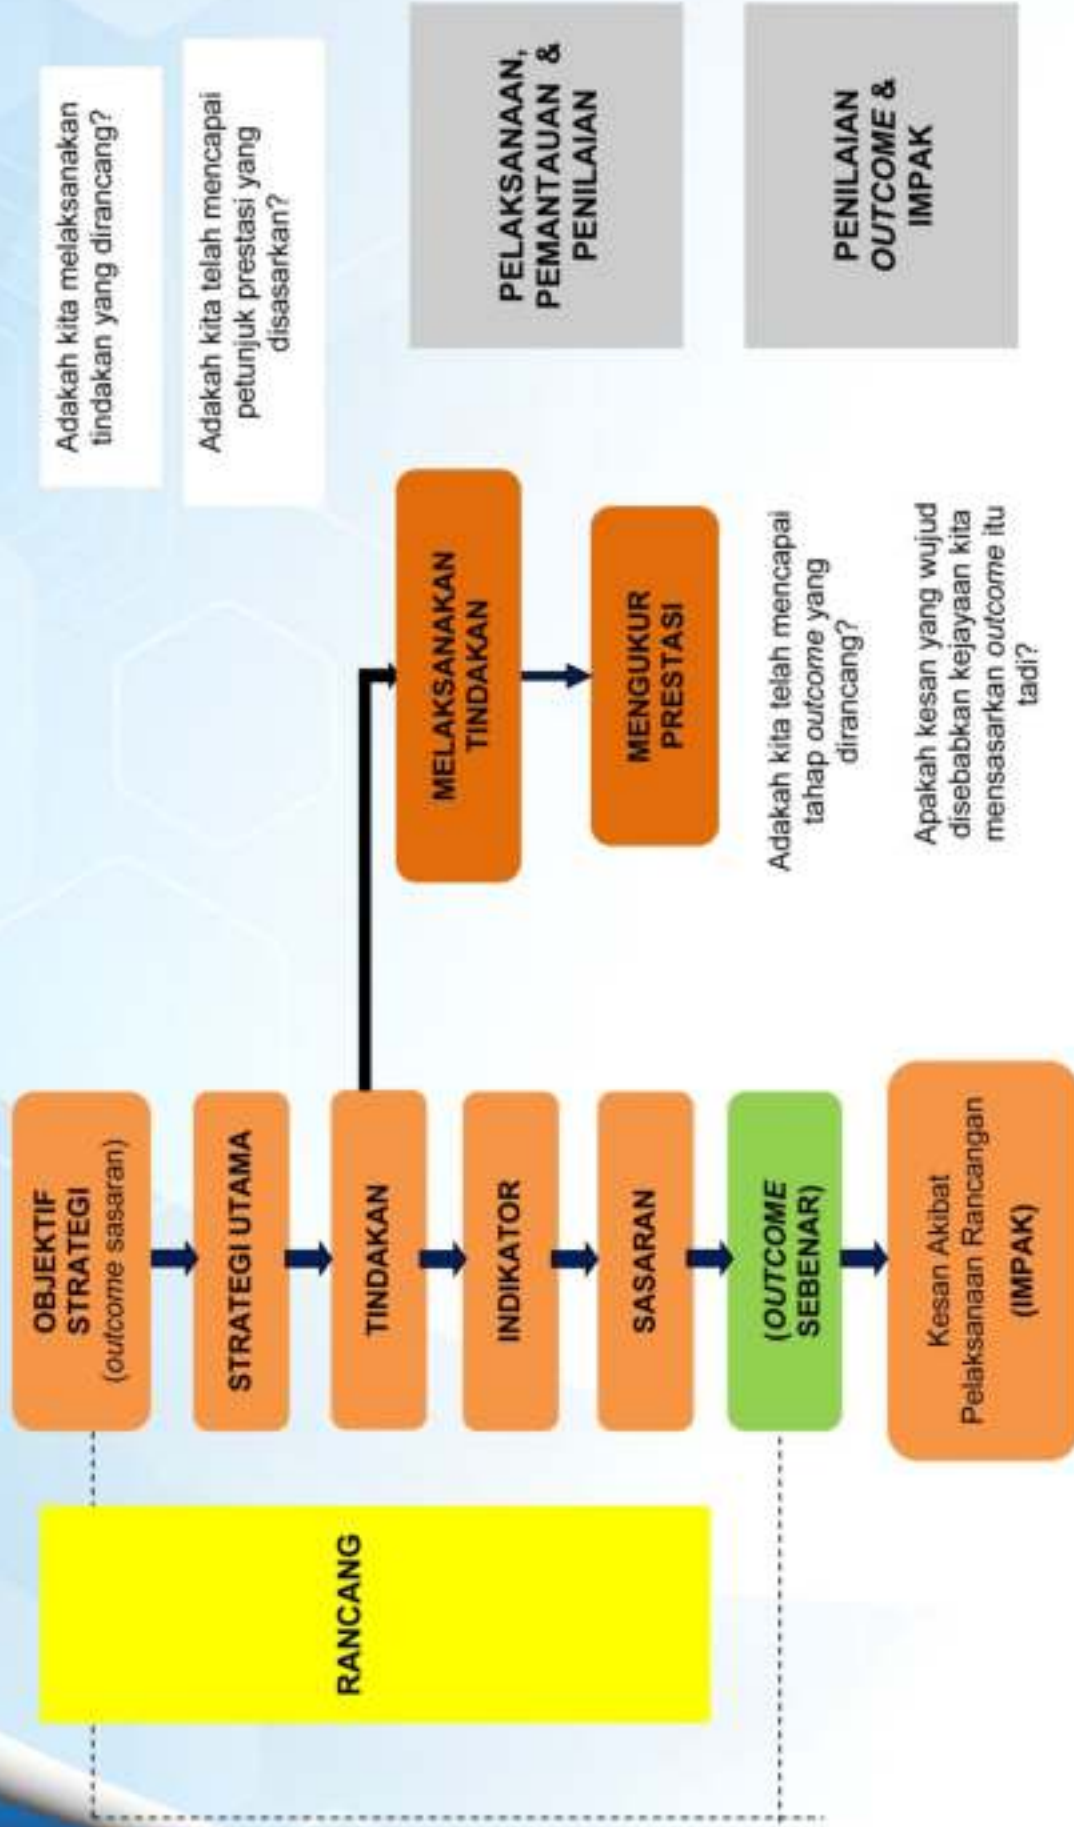 RANCANG
OBJEKTIF
STRATEGI
(outcome sasaran)
STRATEGI UTAMA
TINDAKAN
INDIKATOR
SASARAN
(OUTCOME
SEBENAR)
Kesan Akibat
Pelaksanaan Rancangan
(IMPAK)
MELAKSANAKAN
TINDAKAN
MENGUKUR
PRESTASI
Adakah kita telah mencapai
tahap outcome yang
dirancang?
Apakah kesan yang wujud
disebabkan kejayaan kita
mensasarkan outcome itu
tadi?
Adakah kita melaksanakan
tindakan yang dirancang?
Adakah kita telah mencapai
petunjuk prestasi yang
disasarkan?
PELAKSANAAN,
PEMANTAUAN &
PENILAIAN
PENILAIAN
OUTCOME &
IMPAK